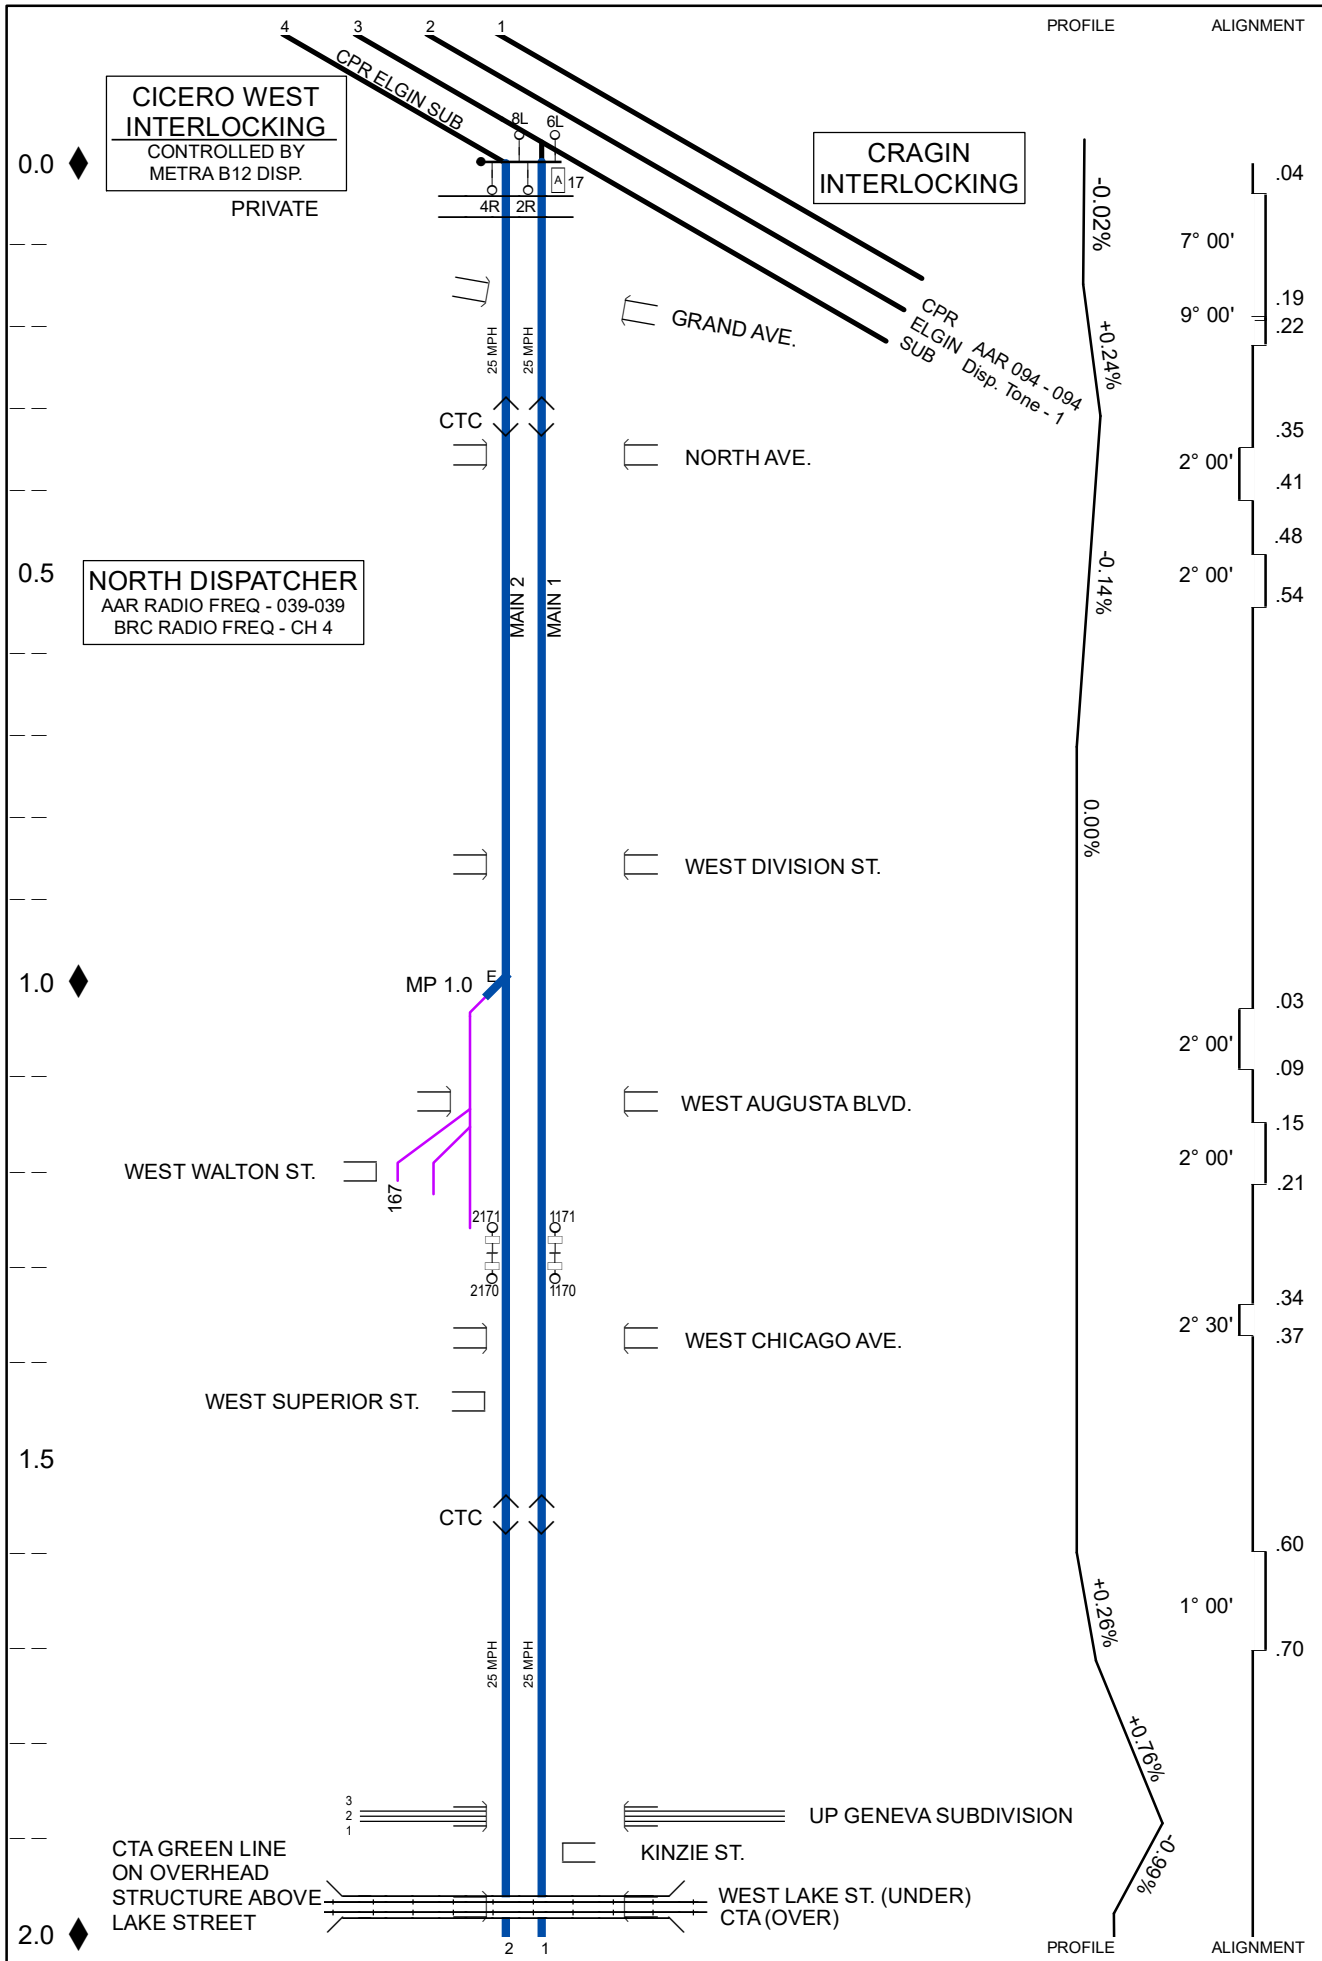 4
3
2
1
PROFILE
ALIGNMENT
CPR ELGIN SUB
CICERO WEST
INTERLOCKING
CONTROLLED BY
METRA B12 DISP.
8L
6L
CRAGIN
INTERLOCKING
0.0
A
17
4R
2R
PRIVATE
-0.02%
.04
7° 00'
GRAND AVE.
CPR
ELGIN
SUB
AAR 094 - 094
Disp. Tone - 1
+0.24%
.19
9° 00'
.22
25 MPH
25 MPH
CTC
NORTH AVE.
.35
2° 00'
.41
.48
0.5
NORTH DISPATCHER
AAR RADIO FREQ - 039-039
BRC RADIO FREQ - CH 4
MAIN 2
MAIN 1
-0.14%
2° 00'
.54
0.00%
WEST DIVISION ST.
1.0
MP 1.0
E
.03
2° 00'
.09
WEST AUGUSTA BLVD.
.15
WEST WALTON ST.
167
2° 00'
.21
2171
1171
2170
1170
.34
2° 30'
.37
WEST CHICAGO AVE.
WEST SUPERIOR ST.
1.5
CTC
.60
+0.26%
1° 00'
.70
25 MPH
25 MPH
+0.76%
3
2
1
UP GENEVA SUBDIVISION
-0.99%
CTA GREEN LINE
ON OVERHEAD
STRUCTURE ABOVE
LAKE STREET
KINZIE ST.
WEST LAKE ST. (UNDER)
CTA (OVER)
2.0
2
1
PROFILE
ALIGNMENT